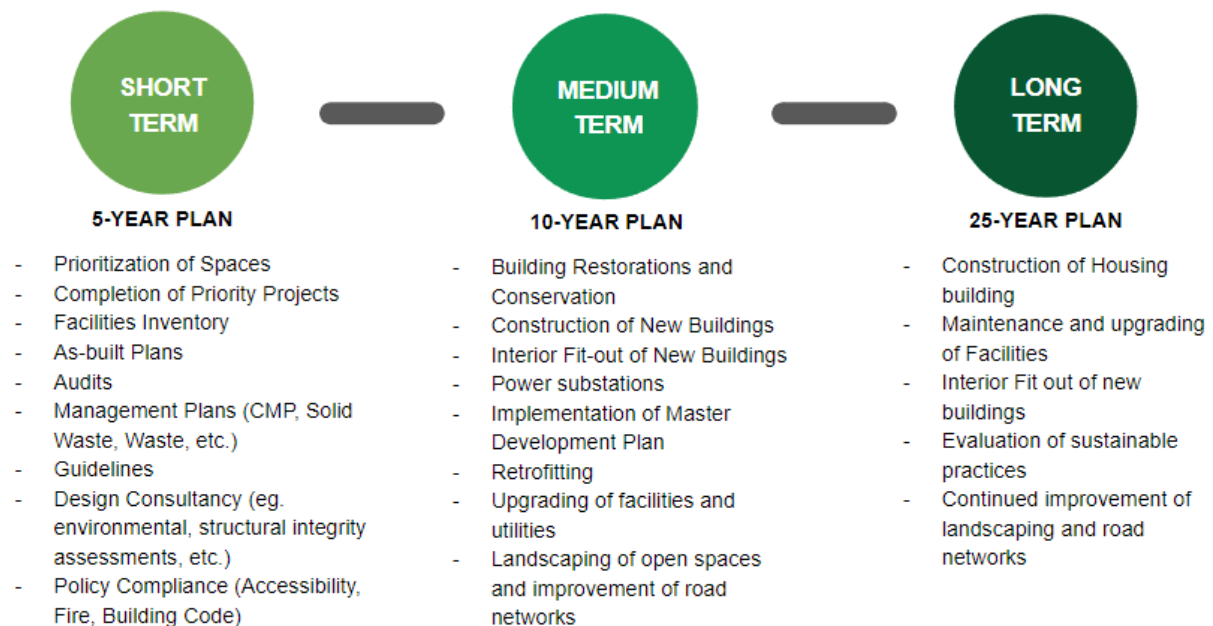 SHORT
TERM
5-YEAR PLAN
- Prioritization of Spaces
- Completion of Priority Projects
- Facilities Inventory
- As-built Plans
- Audits
- Management Plans (CMP, Solid
Waste, Waste, etc.)
- Guidelines
- Design Consultancy (eg.
environmental, structural integrity
assessments, etc.)
- Policy Compliance (Accessibility,
Fire, Building Code)
MEDIUM
TERM
10-YEAR PLAN
- Building Restorations and
Conservation
- Construction of New Buildings
- Interior Fit-out of New Buildings
- Power substations
- Implementation of Master
Development Plan
- Retrofitting
- Upgrading of facilities and
utilities
- Landscaping of open spaces
and improvement of road
networks
LONG
TERM
25-YEAR PLAN
- Construction of Housing
building
- Maintenance and upgrading
of Facilities
- Interior Fit out of new
buildings
- Evaluation of sustainable
practices
- Continued improvement of
landscaping and road
networks